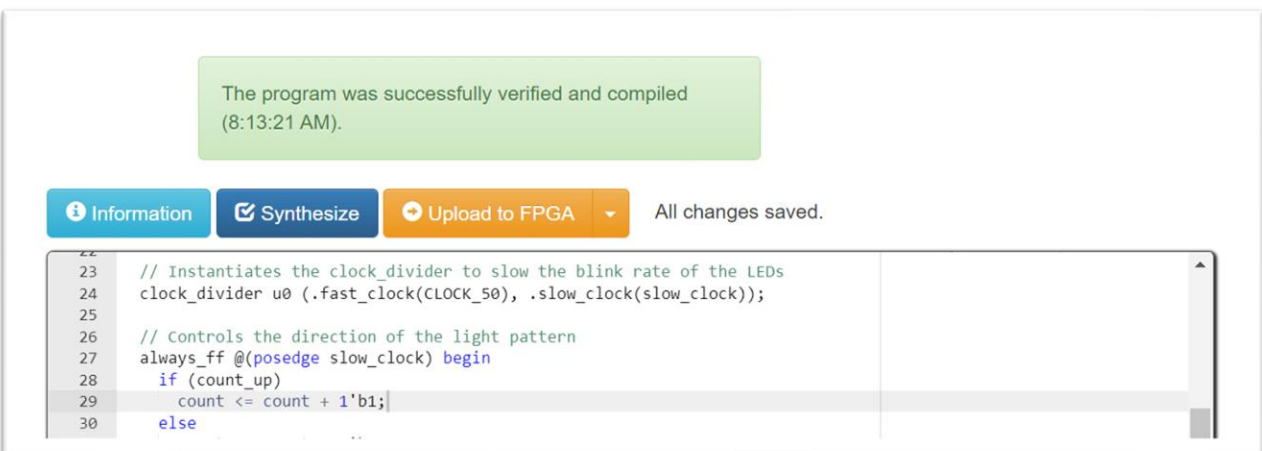 The program was successfully verified and compiled
(8:13:21 AM).
Information Synthesize Upload to FPGA All changes saved.
22
23 // Instantiates the clock_divider to slow the blink rate of the LEDs
24 clock_divider u0 (.fast_clock(CLOCK_50), .slow_clock(slow_clock));
25
26 // Controls the direction of the light pattern
27 always_ff @(posedge slow_clock) begin
28 if (count_up)
29 count <= count + 1'b1;
30 else